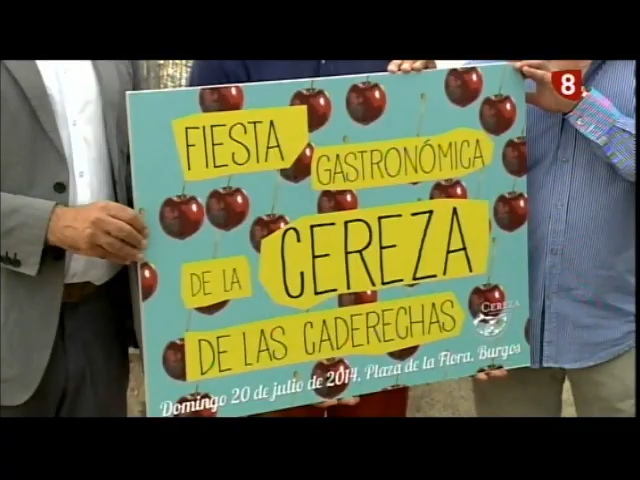 8
FIESTA
GASTRONÓMICA
DE LA
CEREZA
DE LAS CADERECHAS
CEREZA
Domingo 20 de julio de 2014. Plaza de la Flora. Burgos